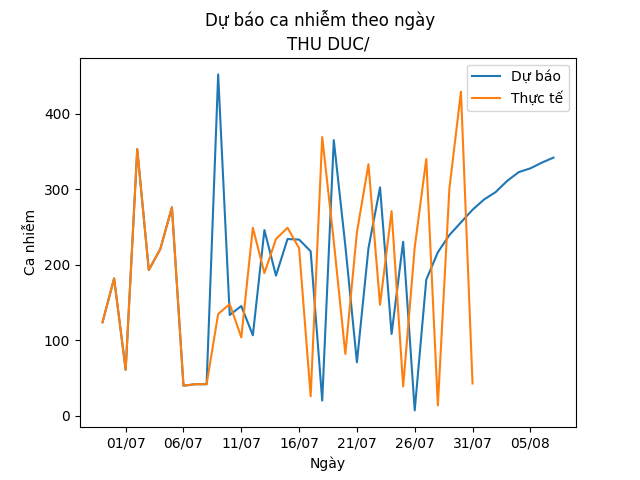 Dự báo ca nhiễm theo ngày
THU DUC/
Dự báo
Thực tế
Ca nhiễm
400
300
200
100
0
01/07 06/07 11/07 16/07 21/07 26/07 31/07 05/08
Ngày